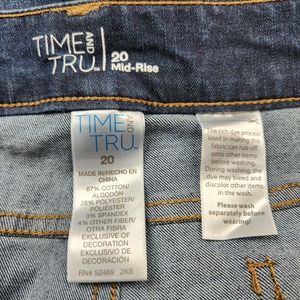 TIME AND TRU™
20
Mid-Rise
TIME AND TRU™
20
MADE IN/HECHO EN
CHINA
67% COTTON/
ALGODÓN
26% POLYESTER/
POLIÉSTER
3% SPANDEX
4% OTHER FIBER/
OTRA FIBRA
EXCLUSIVE OF
DECORATION
EXCLUSIVO DE
DECORACIÓN
RN# 52469 2KB
The rich dye process
used in making this
fabric can rub off
onto other items
before washing.
During washing, the
dye may bleed and
discolor other items
in the wash.
Please wash
separately before
wearing!